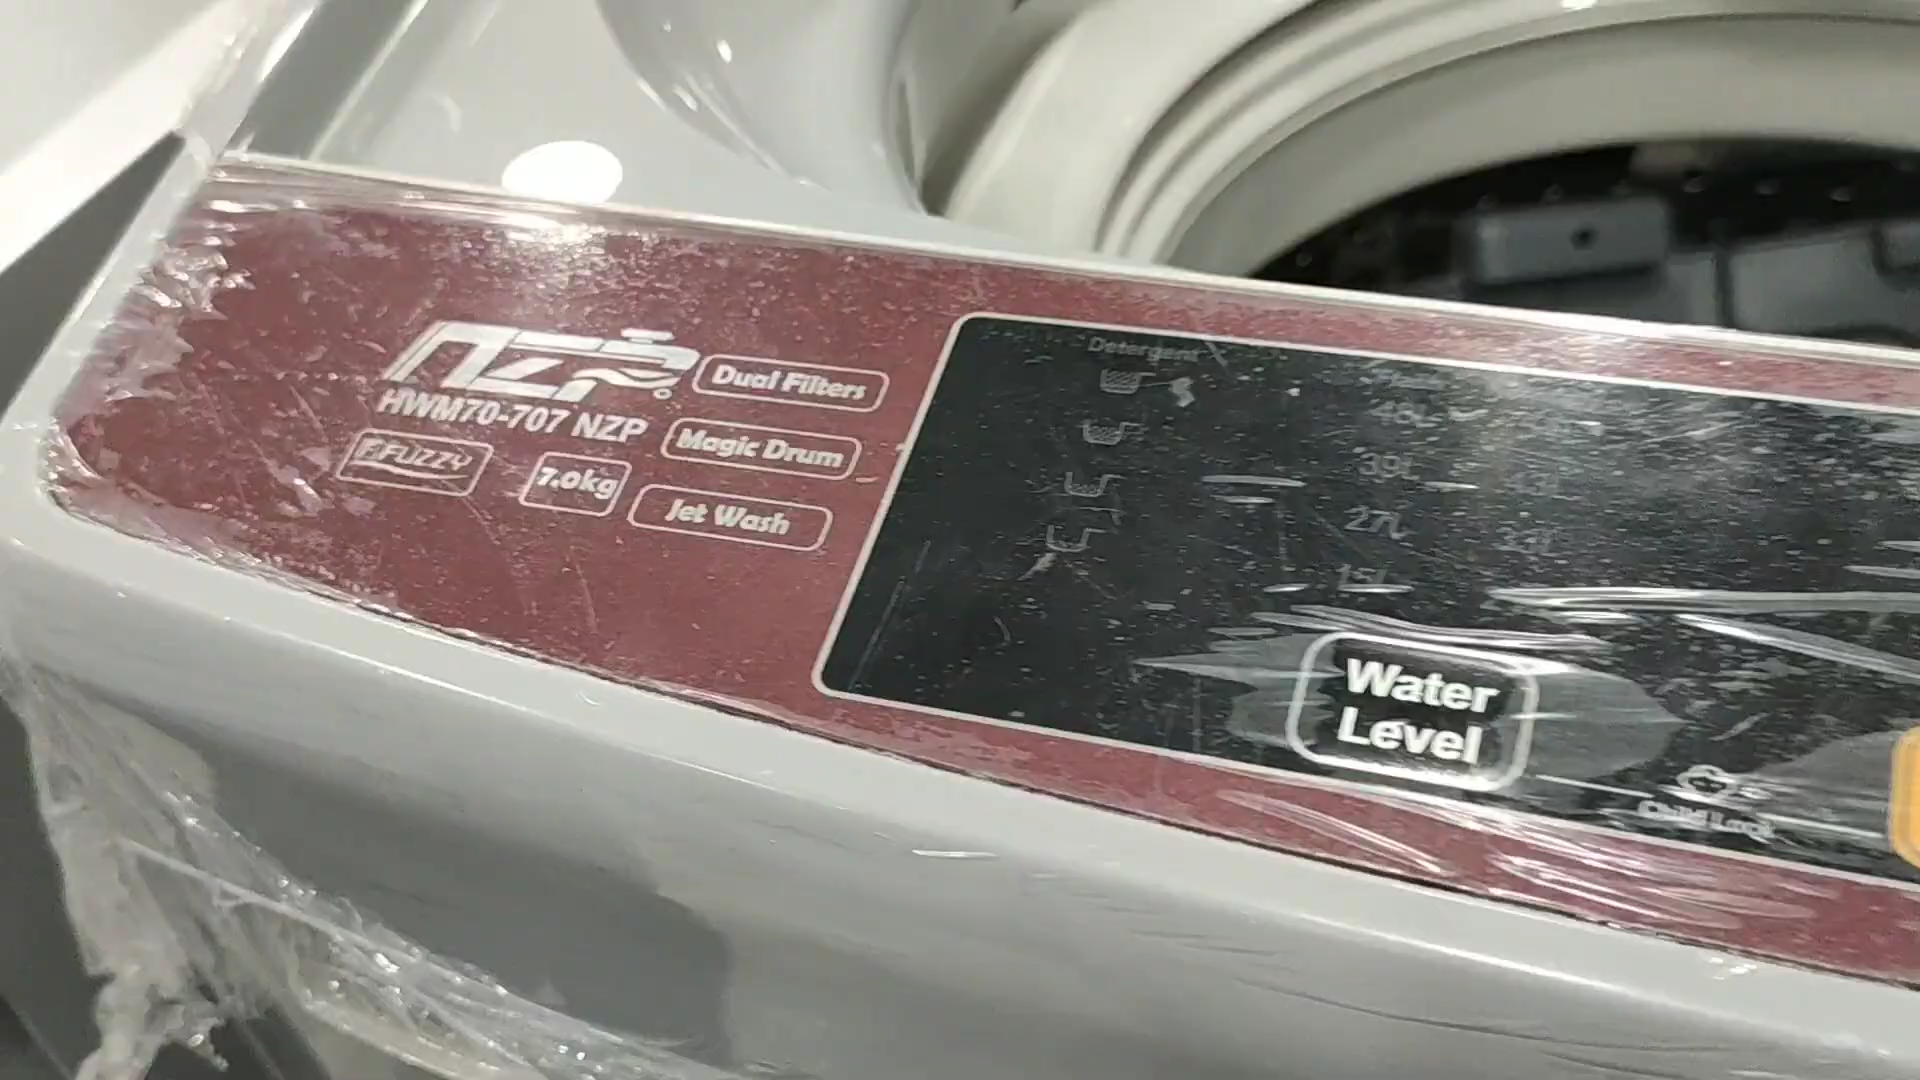 NZP
Dual Filters
HWM70-707 NZP
Magic Drum
F.FUZZY
7.0kg
Jet Wash
Detergent
48L
39L
27L
15L
Water
Level
Child Lock